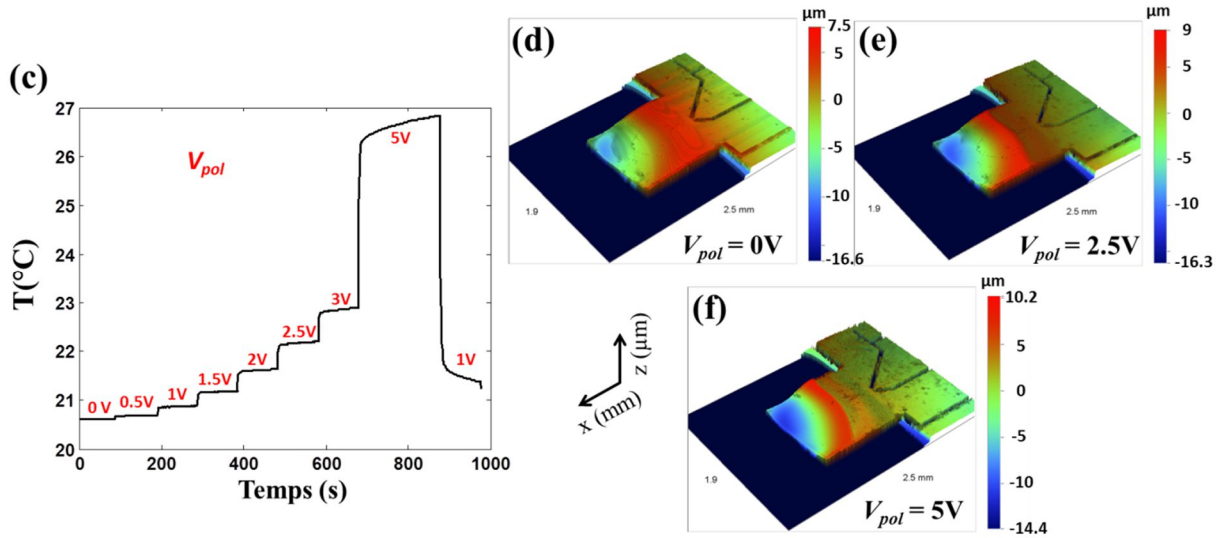 (c)
27
26
25
24
23
22
21
20
T(°C)
V_pol
0 V
0.5V
1V
1.5V
2V
2.5V
3V
5V
1V
0
200
400
600
800
1000
Temps (s)
(d)
µm
7.5
5
0
-5
-10
-16.6
1.9
2.5 mm
V_pol = 0V
(e)
µm
9
5
0
-5
-10
-16.3
1.9
2.5 mm
V_pol = 2.5V
z (µm)
x (mm)
(f)
µm
10.2
5
0
-5
-10
-14.4
1.9
2.5 mm
V_pol = 5V